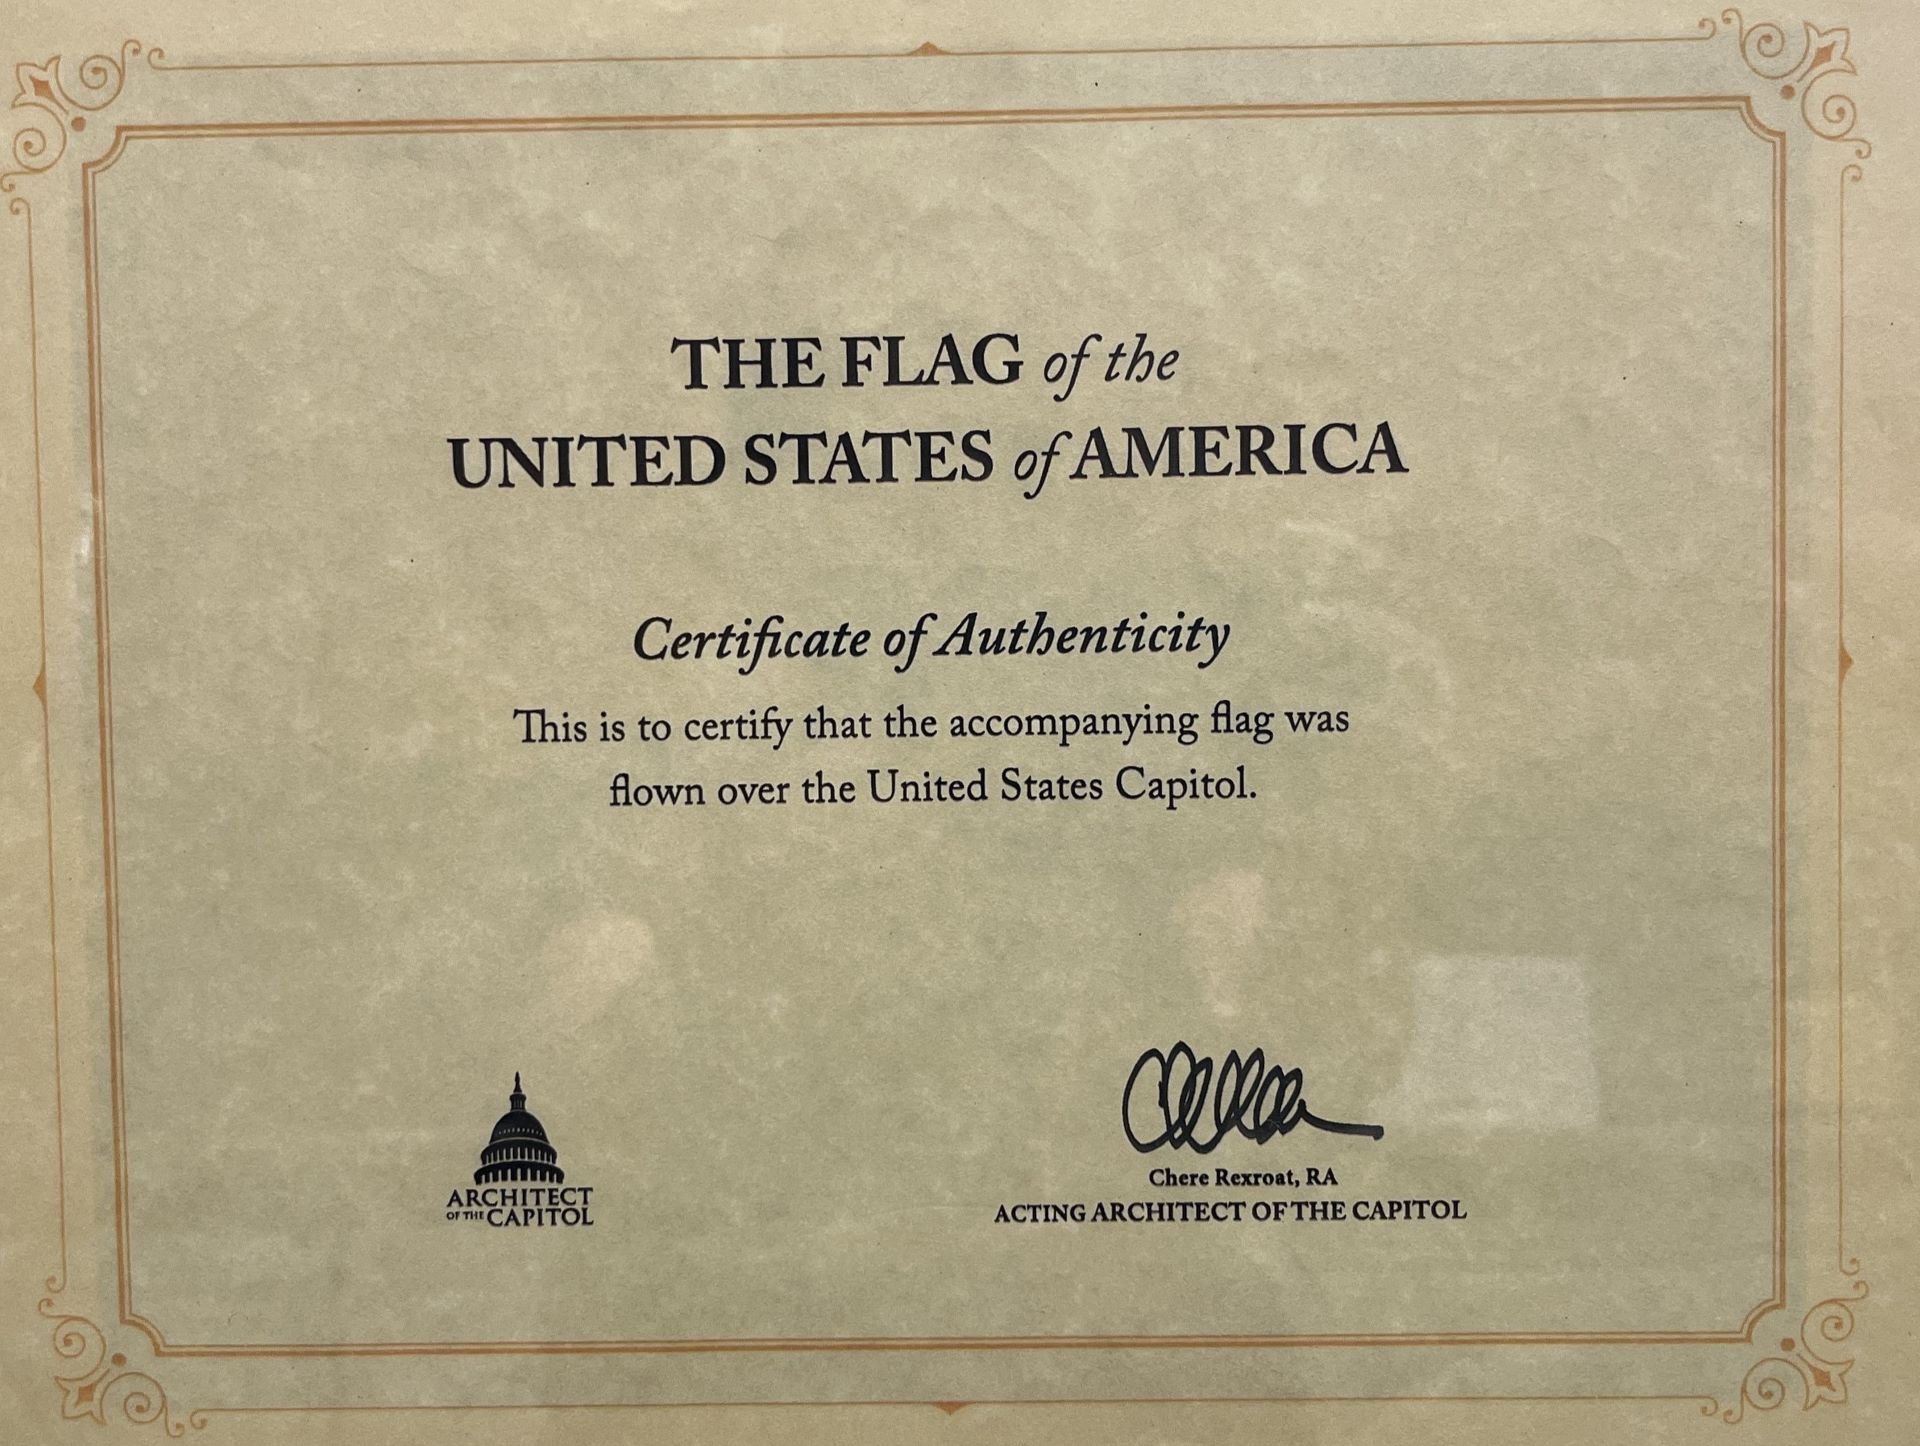 THE FLAG of the
UNITED STATES of AMERICA
Certificate of Authenticity
This is to certify that the accompanying flag was
flown over the United States Capitol.
ARCHITECT
OF THE CAPITOL
Chere Rexroat, RA
ACTING ARCHITECT OF THE CAPITOL